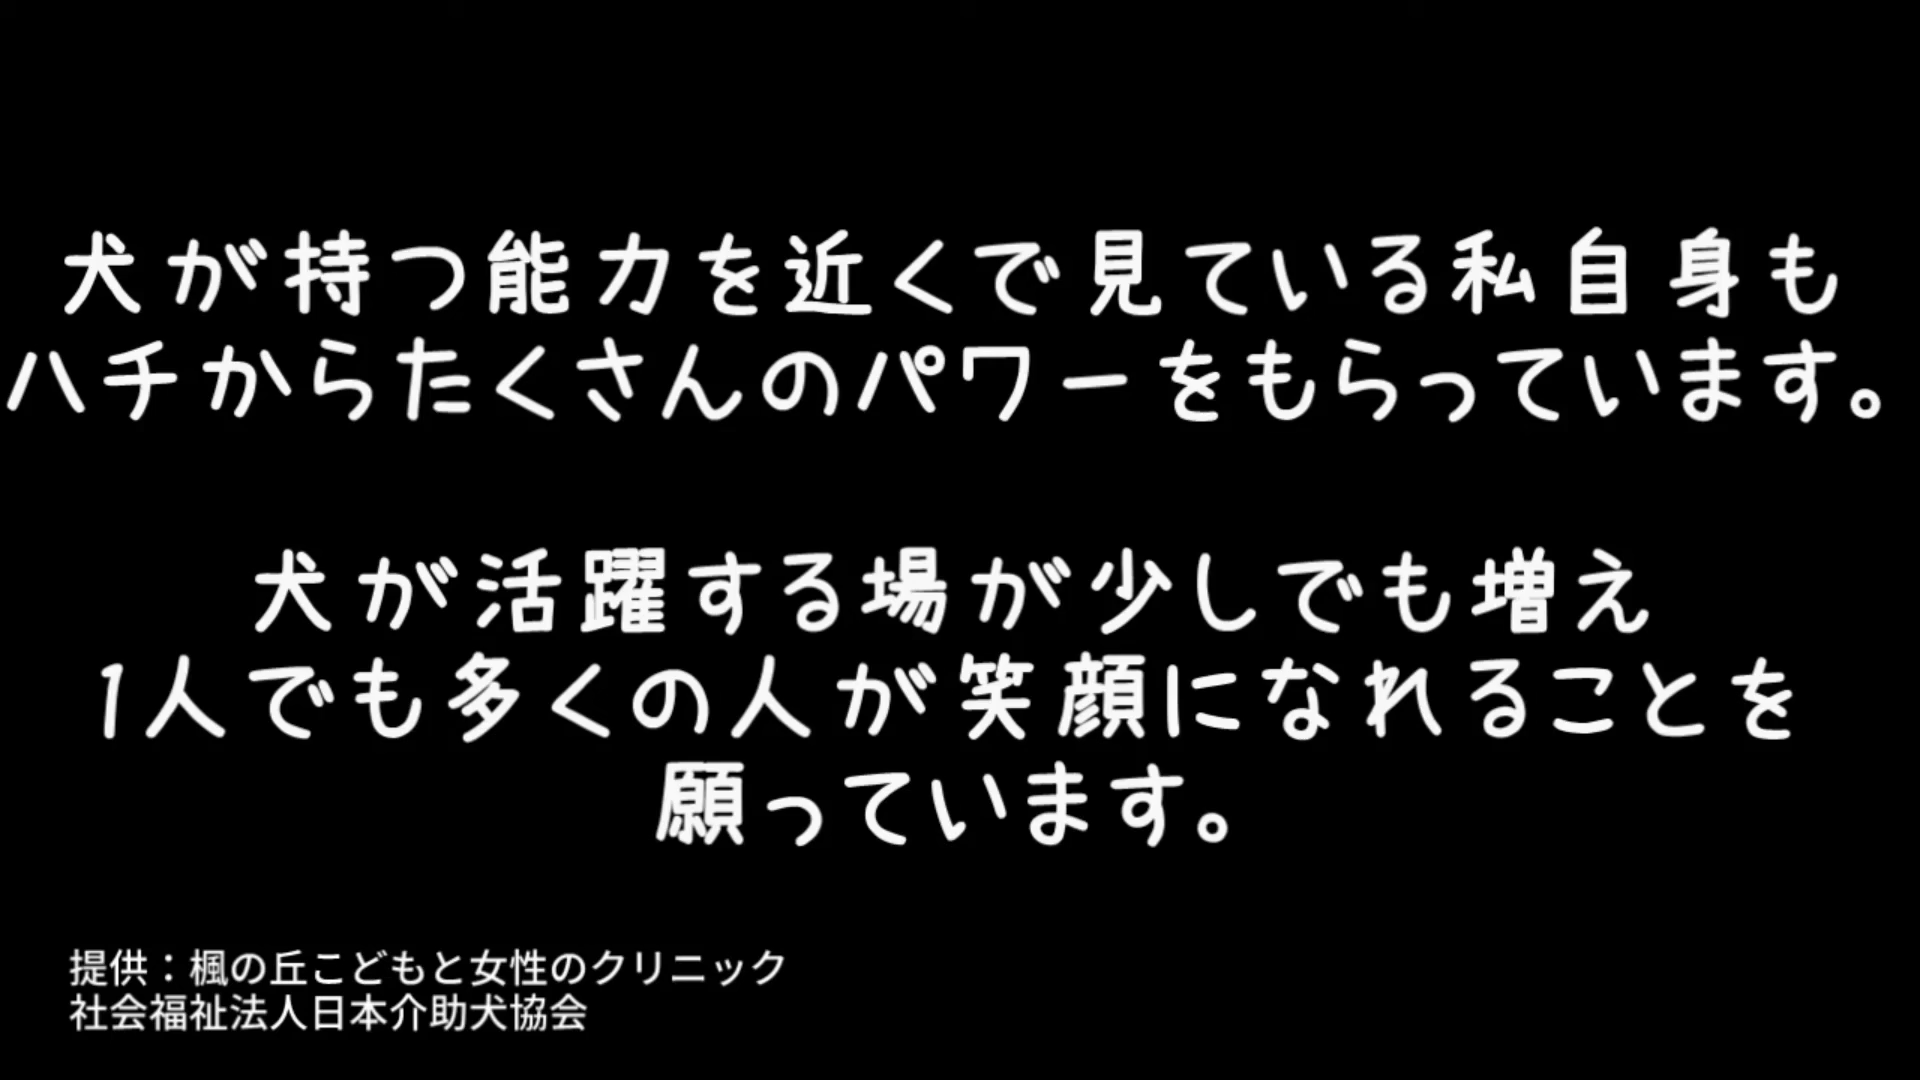 犬が持つ能力を近くで見ている私自身も
ハチからたくさんのパワーをもらっています。
犬が活躍する場が少しでも増え
1人でも多くの人が笑顔になれることを
願っています。
提供：楓の丘こどもと女性のクリニック
社会福祉法人日本介助犬協会